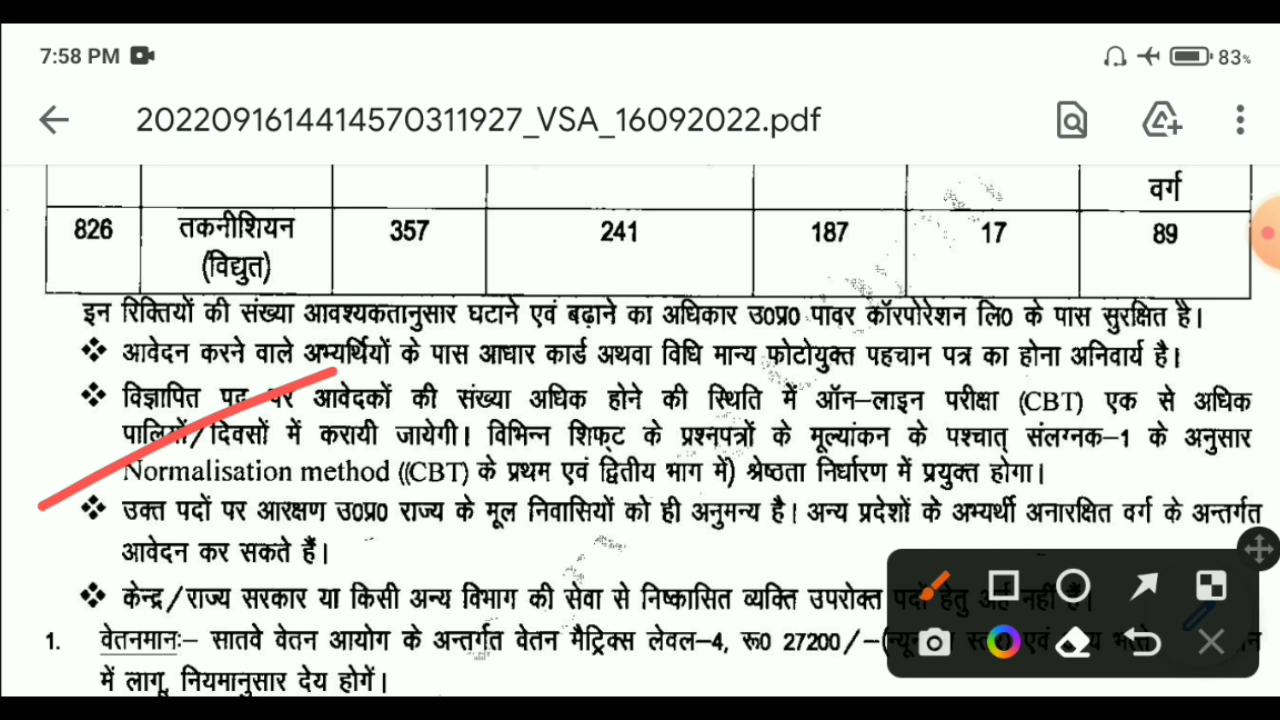 7:58 PM 83%
2022091614414570311927_VSA_16092022.pdf
वर्ग
826 तकनीशियन 357 241 187 17 89
(विद्युत)
इन रिक्तियों की संख्या आवश्यकतानुसार घटाने एवं बढ़ाने का अधिकार उ0प्र0 पावर कॉरपोरेशन लि0 के पास सुरक्षित है।
❖ आवेदन करने वाले अभ्यर्थियों के पास आधार कार्ड अथवा विधि मान्य फोटोयुक्त पहचान पत्र का होना अनिवार्य है।
❖ विज्ञापित पद पर आवेदकों की संख्या अधिक होने की स्थिति में ऑन–लाइन परीक्षा (CBT) एक से अधिक
पालियों/दिवसों में करायी जायेगी। विभिन्न शिफ्ट के प्रश्नपत्रों के मूल्यांकन के पश्चात् संलग्नक–1 के अनुसार
Normalisation method ((CBT) के प्रथम एवं द्वितीय भाग में) श्रेष्ठता निर्धारण में प्रयुक्त होगा।
❖ उक्त पदों पर आरक्षण उ0प्र0 राज्य के मूल निवासियों को ही अनुमन्य है। अन्य प्रदेशों के अभ्यर्थी अनारक्षित वर्ग के अन्तर्गत
आवेदन कर सकते हैं।
❖ केन्द्र/राज्य सरकार या किसी अन्य विभाग की सेवा से निष्कासित व्यक्ति उपरोक्त पदों हेतु अर्ह नहीं हैं।
1. वेतनमानः– सातवे वेतन आयोग के अन्तर्गत वेतन मैट्रिक्स लेवल–4, रू0 27200/–
में लागू, नियमानुसार देय होगें।